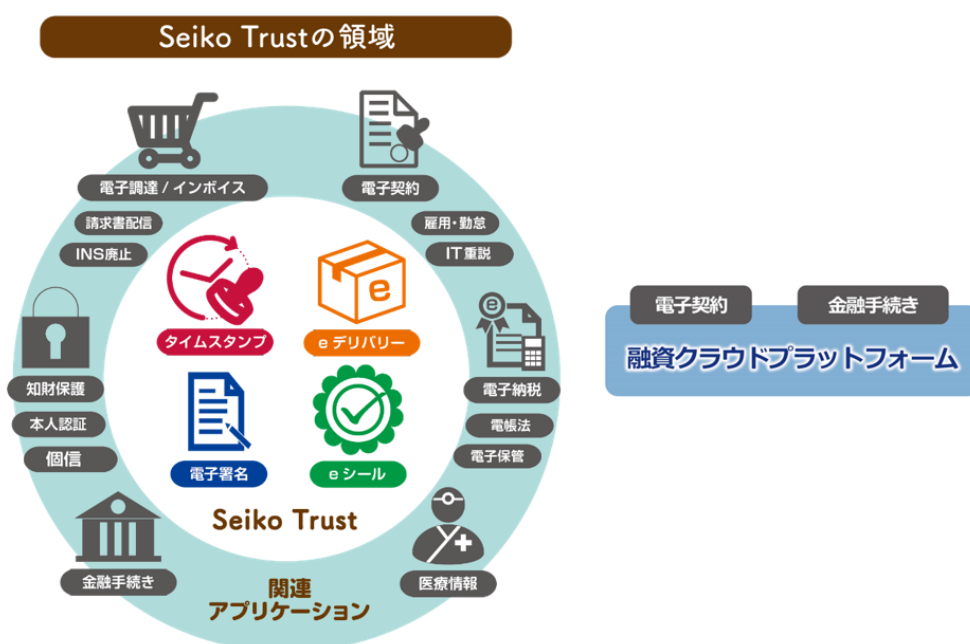 Seiko Trustの領域
電子調達 / インボイス
請求書配信
INS廃止
電子契約
雇用・勤怠
IT重説
タイムスタンプ
e
e デリバリー
知財保護
本人認証
個信
e
電子納税
電帳法
電子保管
電子署名
e シール
Seiko Trust
金融手続き
医療情報
関連
アプリケーション
電子契約
金融手続き
融資クラウドプラットフォーム